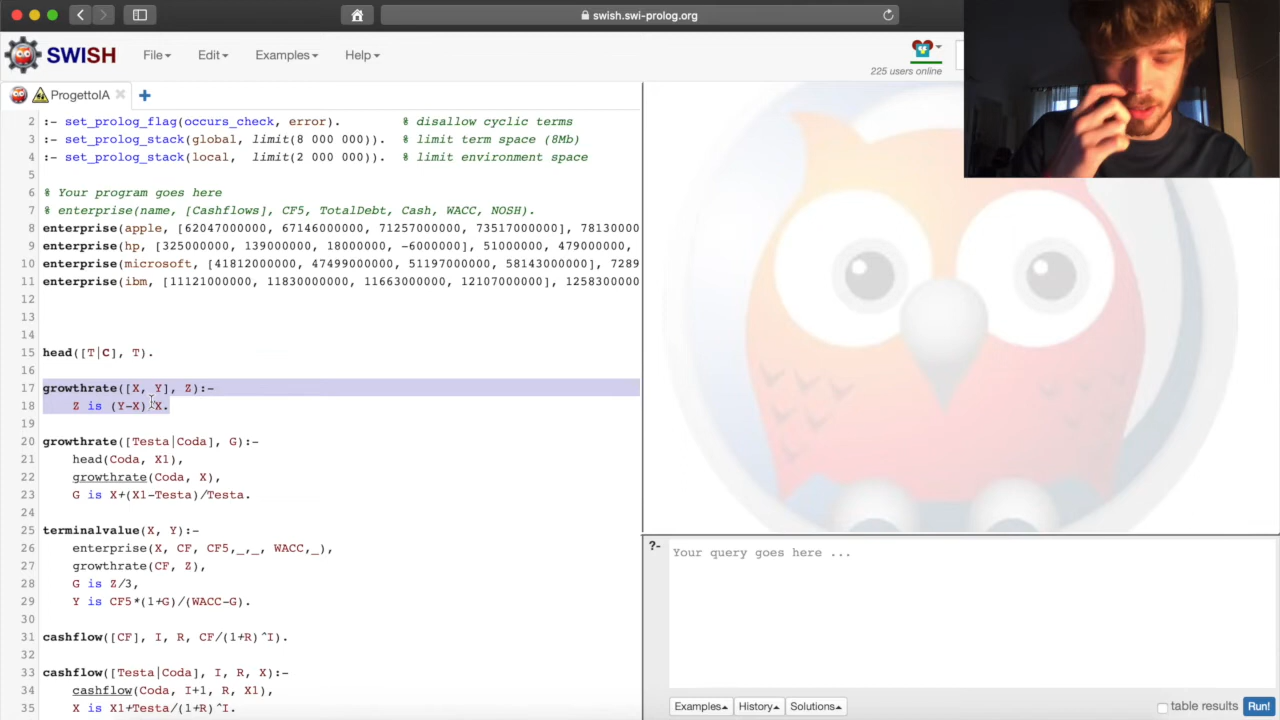 swish.swi-prolog.org
SWISH
File Edit Examples Help
225 users online
ProgettoIA
2 :- set_prolog_flag(occurs_check, error). % disallow cyclic terms
3 :- set_prolog_stack(global, limit(8 000 000)). % limit term space (8Mb)
4 :- set_prolog_stack(local, limit(2 000 000)). % limit environment space
5
6 % Your program goes here
7 % enterprise(name, [Cashflows], CF5, TotalDebt, Cash, WACC, NOSH).
8 enterprise(apple, [62047000000, 67146000000, 71257000000, 73517000000], 78130000
9 enterprise(hp, [325000000, 139000000, 18000000, -6000000], 51000000, 479000000,
10 enterprise(microsoft, [41812000000, 47499000000, 51197000000, 58143000000], 7289
11 enterprise(ibm, [11121000000, 11830000000, 11663000000, 12107000000], 1258300000
12
13
14
15 head([T|C], T).
16
17 growthrate([X, Y], Z):-
18 Z is (Y-X)/X.
19
20 growthrate([Testa|Coda], G):-
21 head(Coda, X1),
22 growthrate(Coda, X),
23 G is X+(X1-Testa)/Testa.
24
25 terminalvalue(X, Y):-
26 enterprise(X, CF, CF5,_,_, WACC,_),
27 growthrate(CF, Z),
28 G is Z/3,
29 Y is CF5*(1+G)/(WACC-G).
30
31 cashflow([CF], I, R, CF/(1+R)^I).
32
33 cashflow([Testa|Coda], I, R, X):-
34 cashflow(Coda, I+1, R, X1),
35 X is X1+Testa/(1+R)^I.
?- Your query goes here ...
Examples History Solutions table results Run!